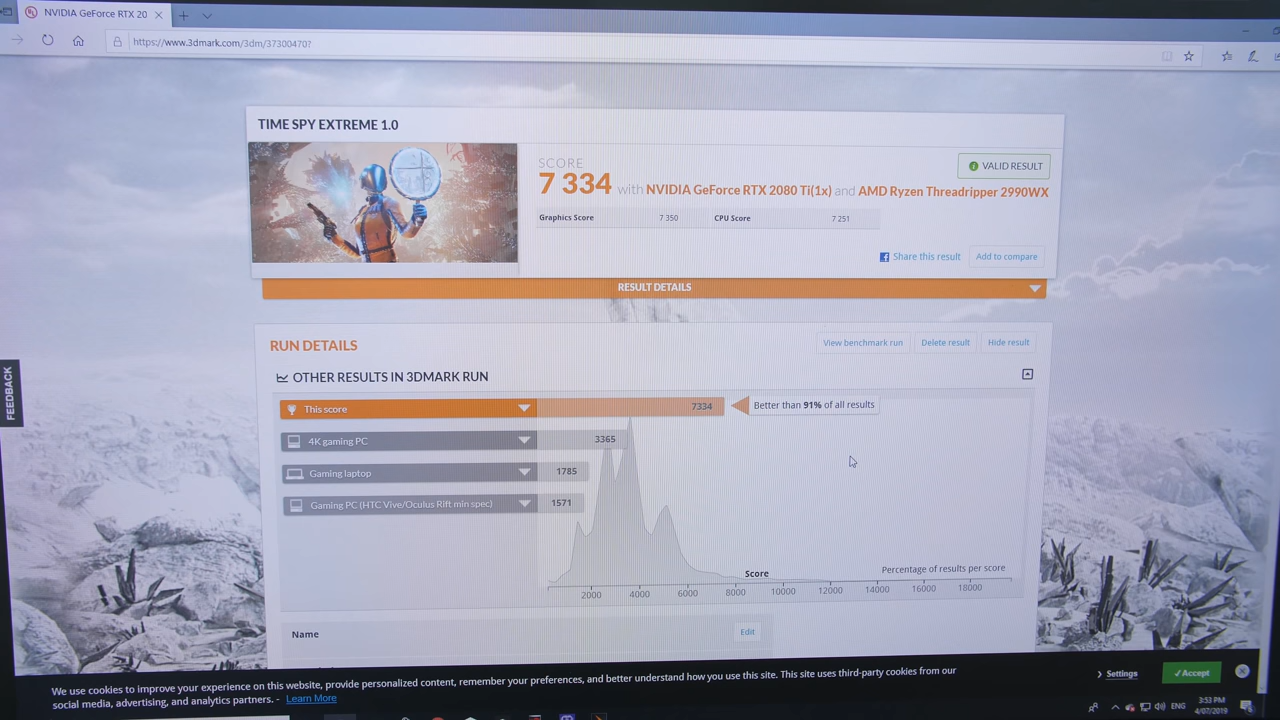 NVIDIA GeForce RTX 20
https://www.3dmark.com/3dm/37300470?
TIME SPY EXTREME 1.0
SCORE
VALID RESULT
7 334 with NVIDIA GeForce RTX 2080 Ti(1x) and AMD Ryzen Threadripper 2990WX
Graphics Score 7 350 CPU Score 7 251
Share this result Add to compare
RESULT DETAILS
RUN DETAILS
View benchmark run Delete result Hide result
OTHER RESULTS IN 3DMARK RUN
FEEDBACK
This score 7334 Better than 91% of all results
4K gaming PC 3365
Gaming laptop 1785
Gaming PC (HTC Vive/Oculus Rift min spec) 1571
Score Percentage of results per score
2000 4000 6000 8000 10000 12000 14000 16000 18000
Name Edit
We use cookies to improve your experience on this website, provide personalized content, remember your preferences, and better understand how you use this site. This site uses third-party cookies from our
social media, advertising, and analytics partners. - Learn More
Settings Accept
ENG 3:53 PM
4/07/2019